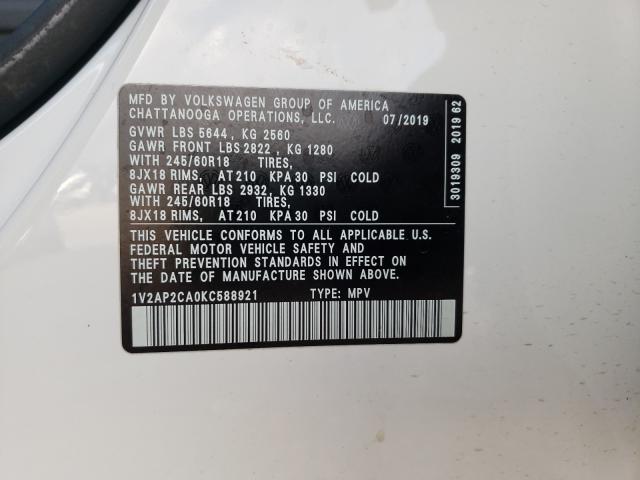 MFD BY VOLKSWAGEN GROUP OF AMERICA
CHATTANOOGA OPERATIONS, LLC. 07/2019
GVWR LBS 5644 , KG 2560
GAWR FRONT LBS 2822 , KG 1280
WITH 245/60R18 TIRES,
8JX18 RIMS, AT 210 KPA 30 PSI COLD
GAWR REAR LBS 2932, KG 1330
WITH 245/60R18 TIRES,
8JX18 RIMS, AT 210 KPA 30 PSI COLD
THIS VEHICLE CONFORMS TO ALL APPLICABLE U.S.
FEDERAL MOTOR VEHICLE SAFETY AND
THEFT PREVENTION STANDARDS IN EFFECT ON
THE DATE OF MANUFACTURE SHOWN ABOVE.
1V2AP2CA0KC588921 TYPE: MPV
3019309 2019 62